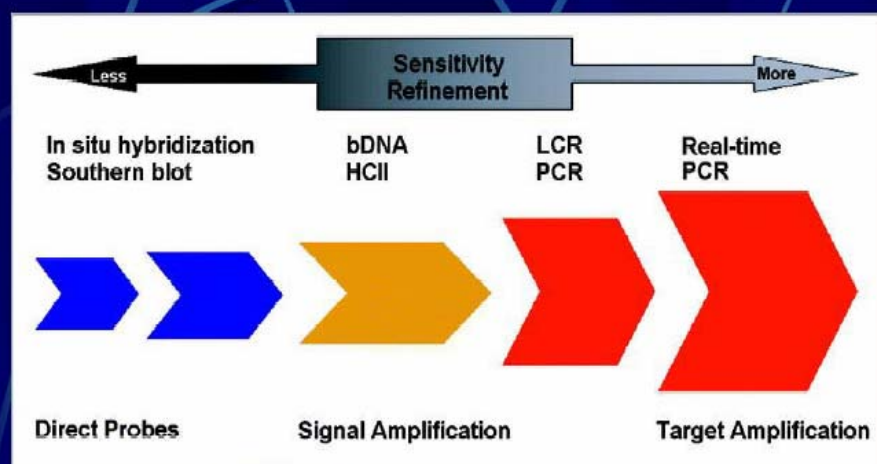 Sensitivity
Refinement
Less
More
In situ hybridization
Southern blot
bDNA
HCII
LCR
PCR
Real-time
PCR
Direct Probes
Signal Amplification
Target Amplification